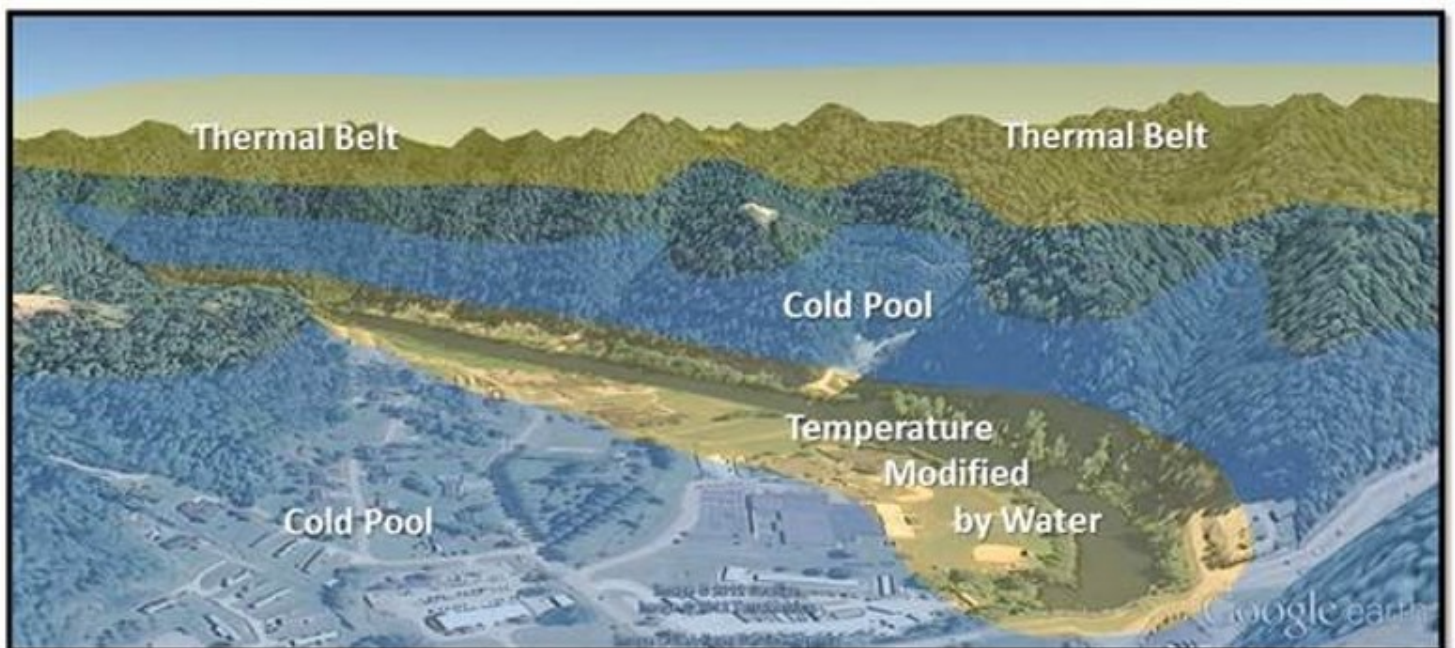 Thermal Belt
Thermal Belt
Cold Pool
Temperature
Modified
by Water
Cold Pool
Google earth